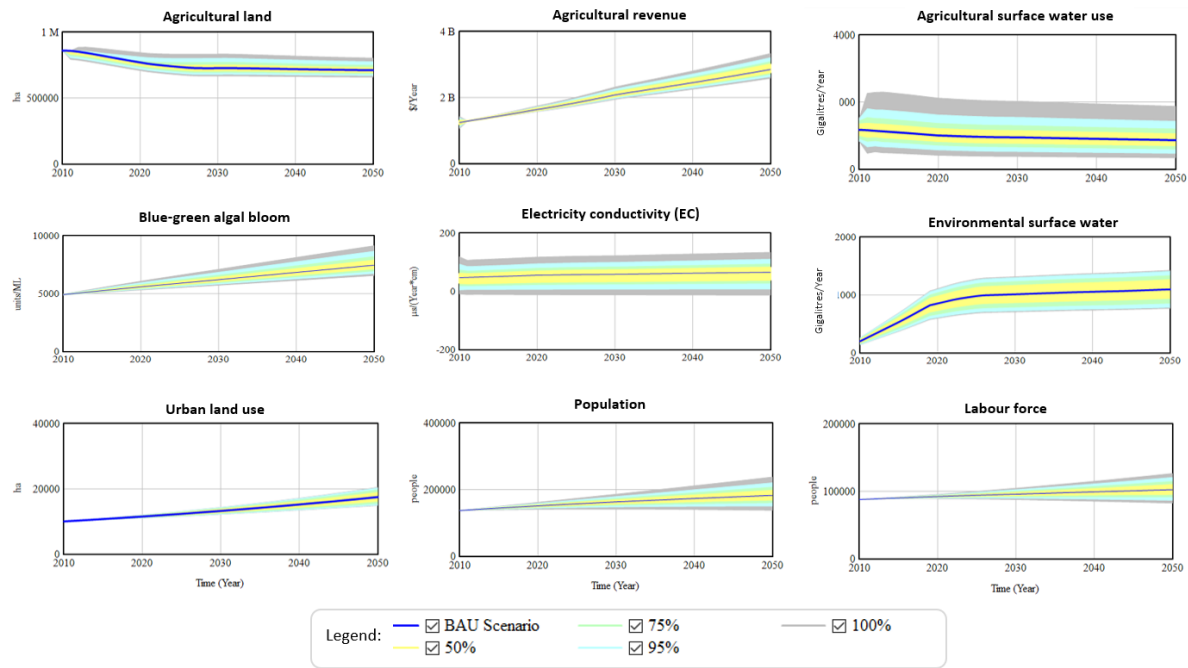 Agricultural land
1 M
500000
0
ha
2010 2020 2030 2040 2050
Agricultural revenue
4 B
2 B
0
$/Year
2010 2020 2030 2040 2050
Agricultural surface water use
4000
000
0
Gigalitres/Year
2010 2020 2030 2040 2050
Blue-green algal bloom
10000
5000
0
units/ML
2010 2020 2030 2040 2050
Electricity conductivity (EC)
200
0
-200
2010 2020 2030 2040 2050
Environmental surface water
2000
1000
0
Gigalitres/Year
2010 2020 2030 2040 2050
Urban land use
40000
20000
0
ha
2010 2020 2030 2040 2050
Time (Year)
Population
400000
200000
0
people
2010 2020 2030 2040 2050
Time (Year)
Labour force
200000
100000
0
people
2010 2020 2030 2040 2050
Time (Year)
Legend:
BAU Scenario 75% 100%
50% 95%